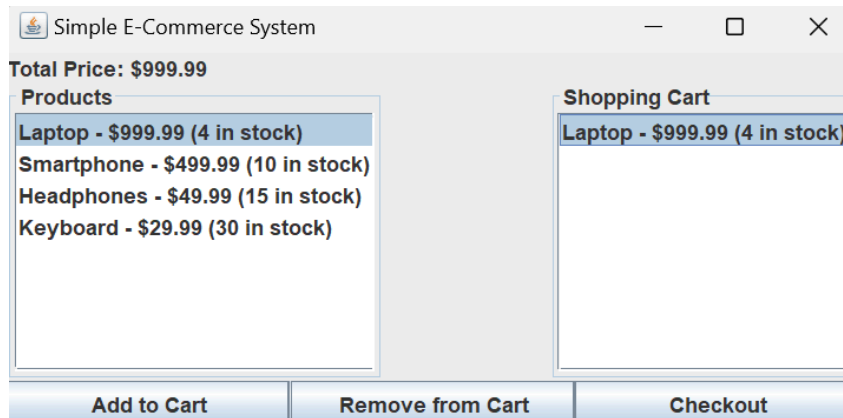 Simple E-Commerce System
Total Price: $999.99
Products
Laptop - $999.99 (4 in stock)
Smartphone - $499.99 (10 in stock)
Headphones - $49.99 (15 in stock)
Keyboard - $29.99 (30 in stock)
Shopping Cart
Laptop - $999.99 (4 in stock)
Add to Cart
Remove from Cart
Checkout